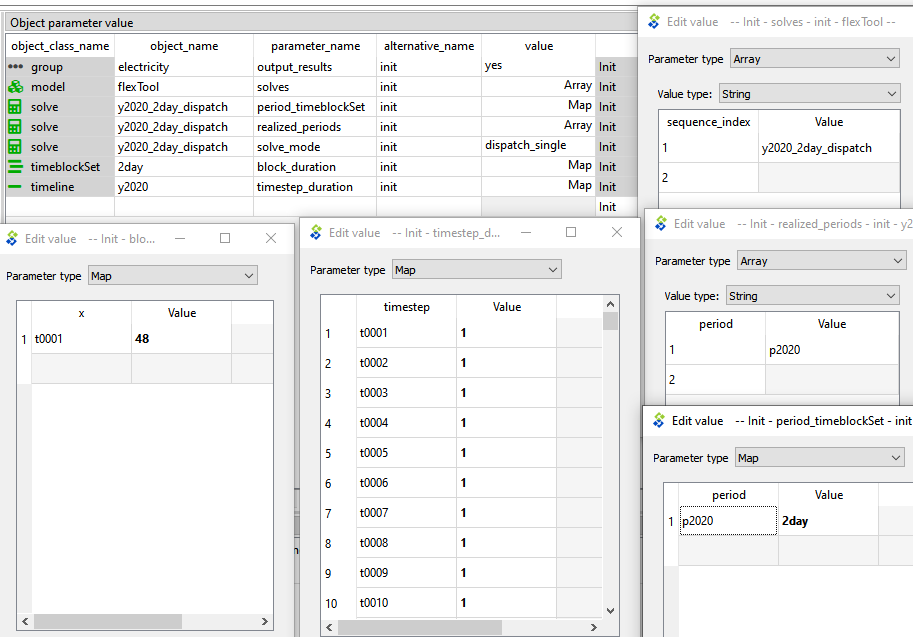 Object parameter value
object_class_name object_name parameter_name alternative_name value
group electricity output_results init yes Init
model flexTool solves init Array Init
solve y2020_2day_dispatch period_timeblockSet init Map Init
solve y2020_2day_dispatch realized_periods init Array Init
solve y2020_2day_dispatch solve_mode init dispatch_single Init
timeblockSet 2day block_duration init Map Init
timeline y2020 timestep_duration init Map Init
Init
Edit value -- Init - solves - init - flexTool --
Parameter type Array
Value type: String
sequence_index Value
1 y2020_2day_dispatch
2
Edit value -- Init - realized_periods - init - y2
Parameter type Array
Value type: String
period Value
1 p2020
2
Edit value -- Init - period_timeblockSet - init
Parameter type Map
period Value
1 p2020 2day
Edit value -- Init - blo...
Parameter type Map
x Value
1 t0001 48
Edit value -- Init - timestep_d...
Parameter type Map
timestep Value
1 t0001 1
2 t0002 1
3 t0003 1
4 t0004 1
5 t0005 1
6 t0006 1
7 t0007 1
8 t0008 1
9 t0009 1
10 t0010 1